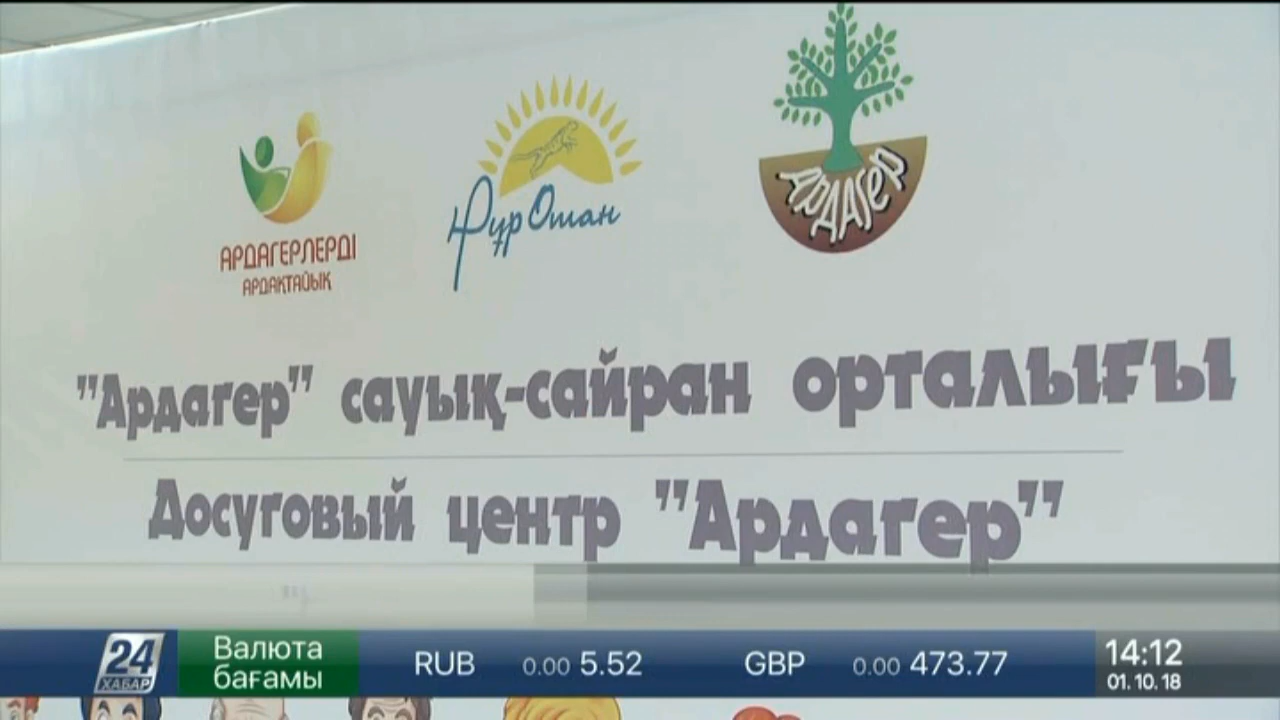 АРДАГЕРЛЕРДІ
АРДАҚТАЙЫҚ
Нұр Отан
Ардагер
"Ардагер" сауық-сайран орталығы
Досуговый центр "Ардагер"
24
ХАБАР
Валюта
бағамы
RUB 0.00 5.52 GBP 0.00 473.77
14:12
01. 10. 18